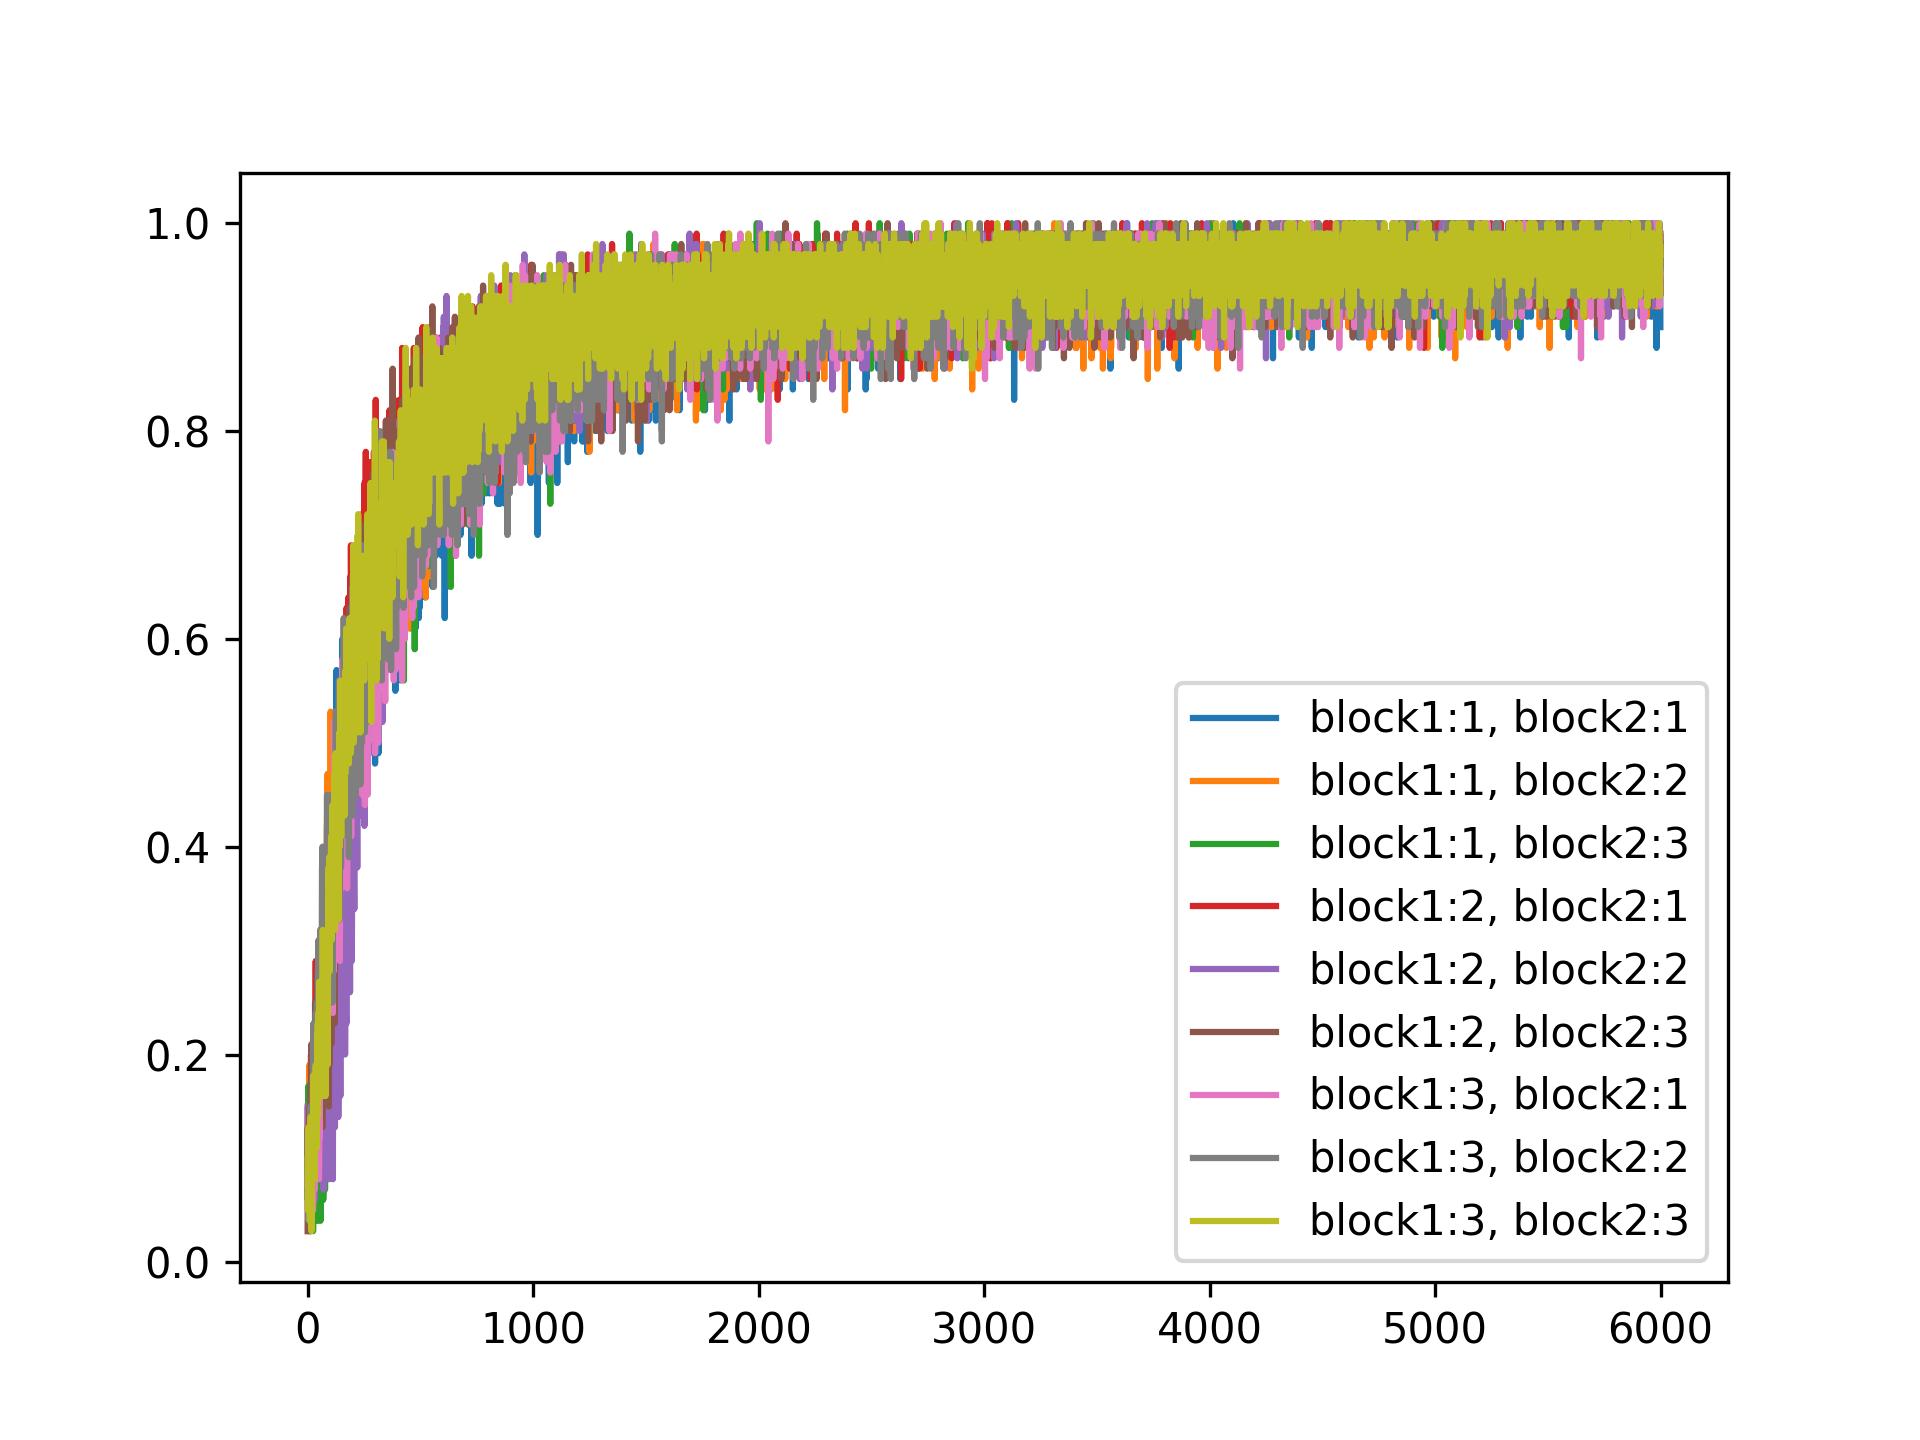 1.0
0.8
0.6
0.4
0.2
0.0
0 1000 2000 3000 4000 5000 6000
block1:1, block2:1
block1:1, block2:2
block1:1, block2:3
block1:2, block2:1
block1:2, block2:2
block1:2, block2:3
block1:3, block2:1
block1:3, block2:2
block1:3, block2:3